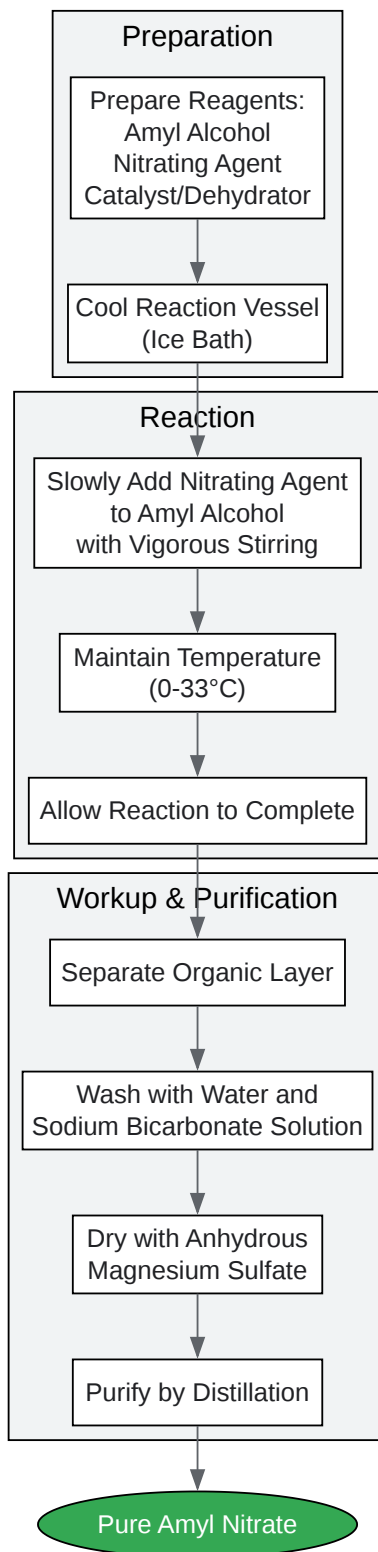 Preparation
Prepare Reagents:
Amyl Alcohol
Nitrating Agent
Catalyst/Dehydrator
Cool Reaction Vessel
(Ice Bath)
Reaction
Slowly Add Nitrating Agent
to Amyl Alcohol
with Vigorous Stirring
Maintain Temperature
(0-33°C)
Allow Reaction to Complete
Workup & Purification
Separate Organic Layer
Wash with Water and
Sodium Bicarbonate Solution
Dry with Anhydrous
Magnesium Sulfate
Purify by Distillation
Pure Amyl Nitrate